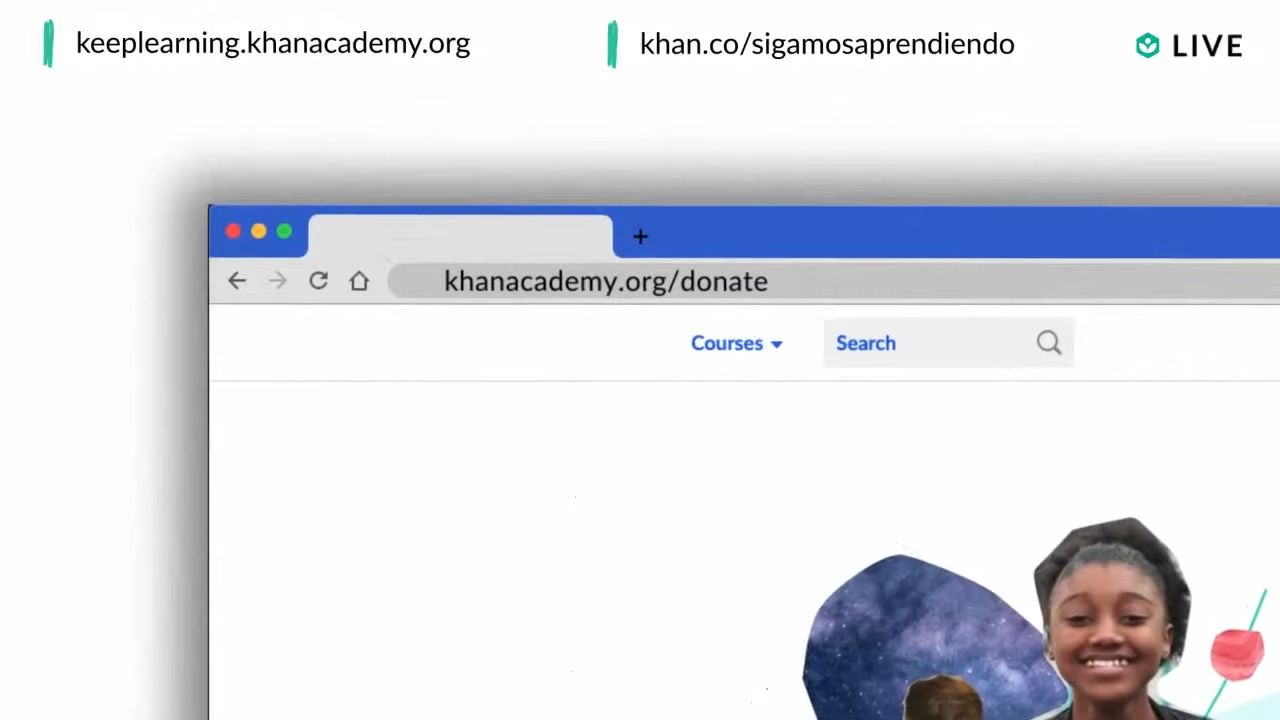 keeplearning.khanacademy.org
khan.co/sigamosaprendiendo
LIVE
khanacademy.org/donate
Courses
Search